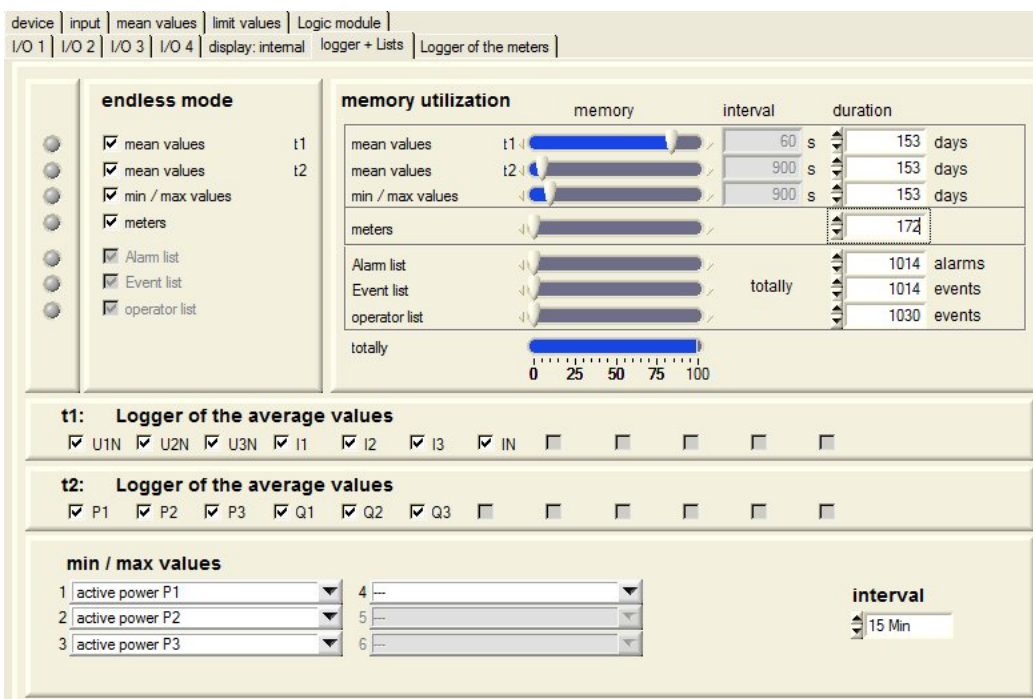 device input mean values limit values Logic module
I/O 1 I/O 2 I/O 3 I/O 4 display: internal logger + Lists Logger of the meters
endless mode
mean values t1
mean values t2
min / max values
meters
Alarm list
Event list
operator list
memory utilization memory interval duration
mean values t1 60 s 153 days
mean values t2 900 s 153 days
min / max values 900 s 153 days
meters 172
Alarm list 1014 alarms
Event list totally 1014 events
operator list 1030 events
totally
0 25 50 75 100
t1: Logger of the average values
U1N U2N U3N I1 I2 I3 IN
t2: Logger of the average values
P1 P2 P3 Q1 Q2 Q3
min / max values
1 active power P1 4 ---
2 active power P2 5 ---
3 active power P3 6 ---
interval
15 Min